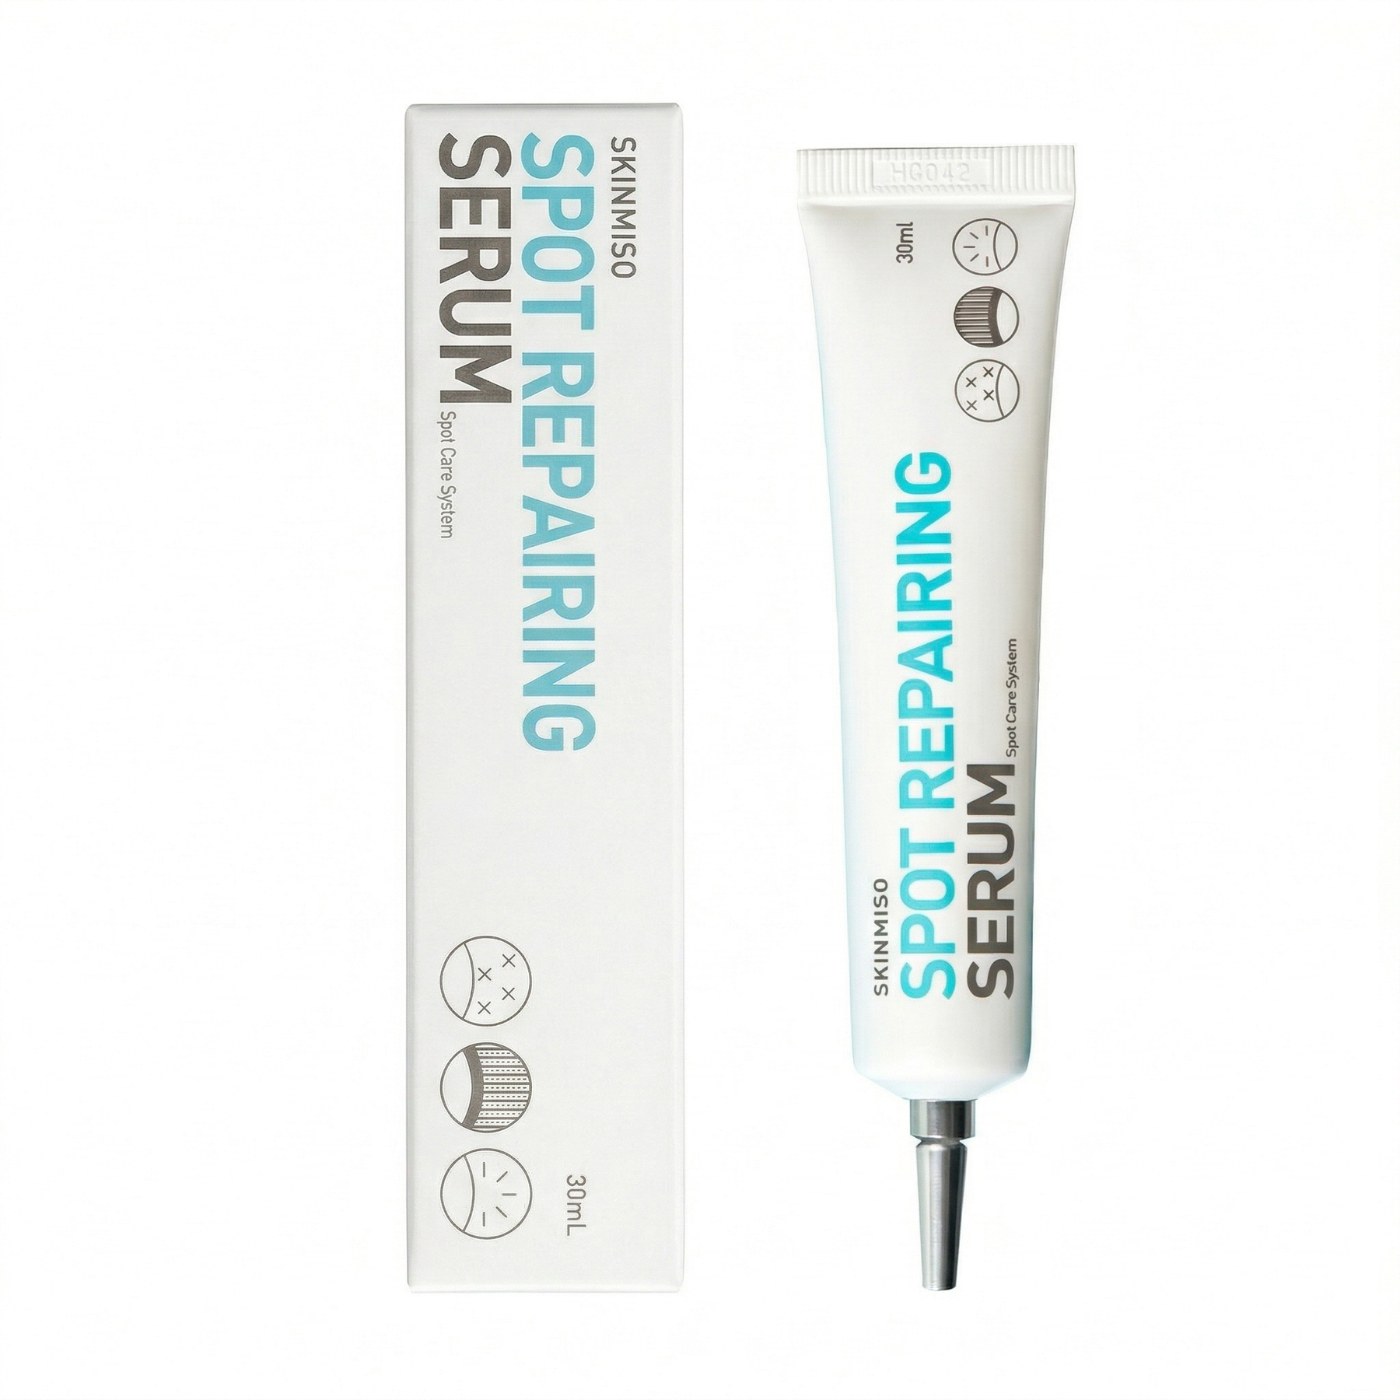 SKINMISO
SPOT REPAIRING
SERUM
Spot Care System
30mL
HG042
30ml
SKINMISO
SPOT REPAIRING
SERUM
Spot Care System